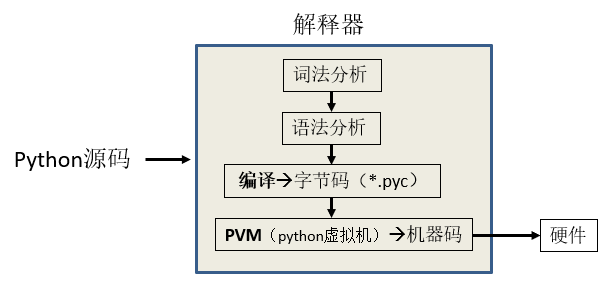 解释器
词法分析
语法分析
Python源码
编译→字节码（*.pyc）
PVM（python虚拟机）→机器码
硬件